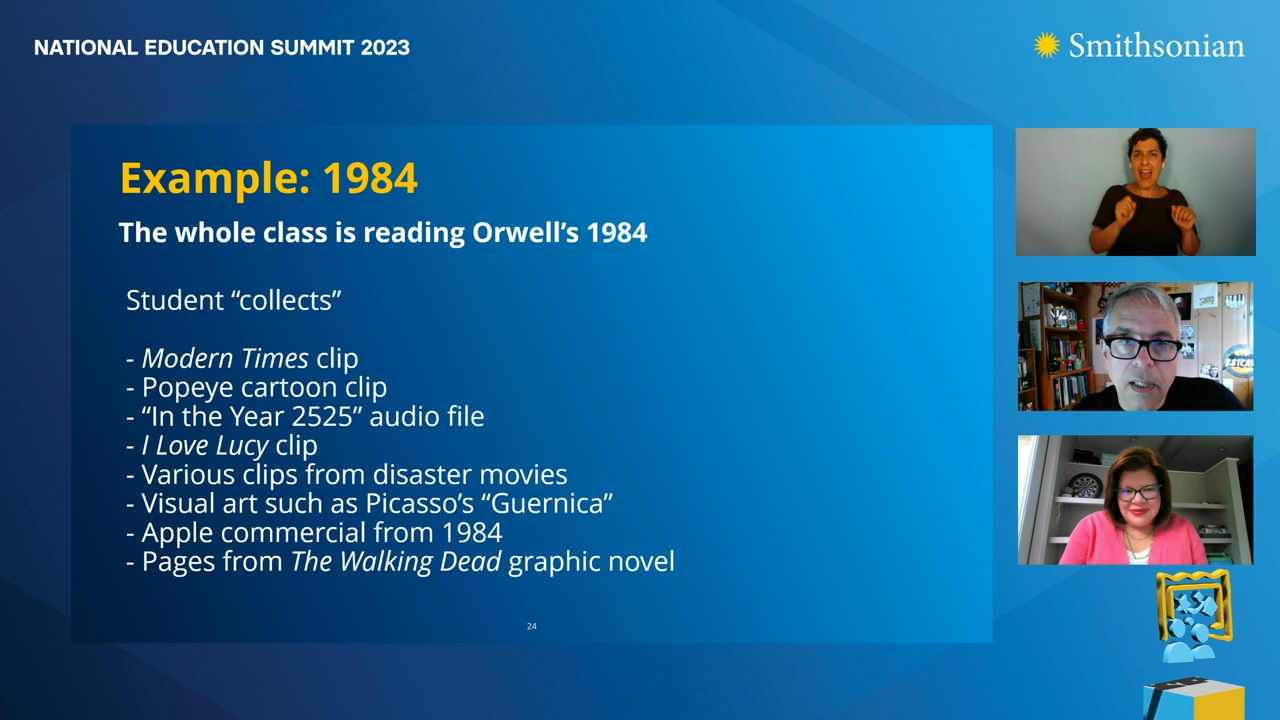 NATIONAL EDUCATION SUMMIT 2023
Smithsonian
Example: 1984
The whole class is reading Orwell’s 1984
Student “collects”
- Modern Times clip
- Popeye cartoon clip
- “In the Year 2525” audio file
- I Love Lucy clip
- Various clips from disaster movies
- Visual art such as Picasso’s “Guernica”
- Apple commercial from 1984
- Pages from The Walking Dead graphic novel
24